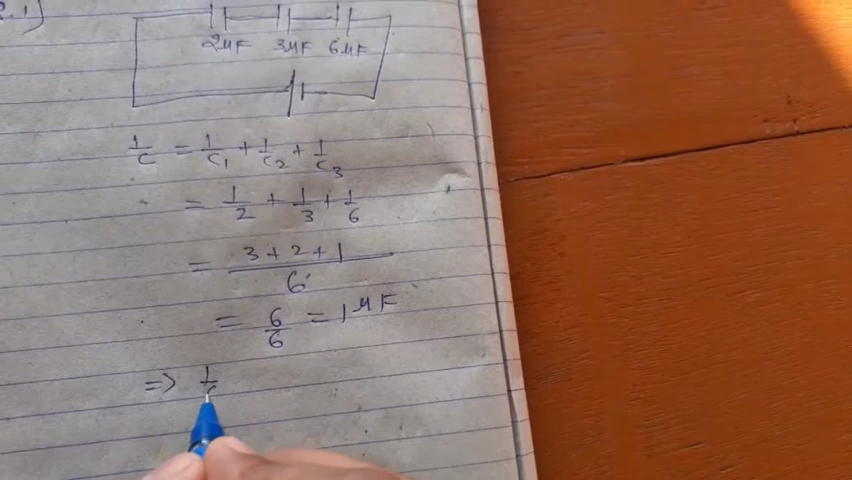 2μF 3μF 6μF
1/C = 1/C₁ + 1/C₂ + 1/C₃
= 1/2 + 1/3 + 1/6
= 3+2+1/6
= 6/6 = 1μF
=> 1/